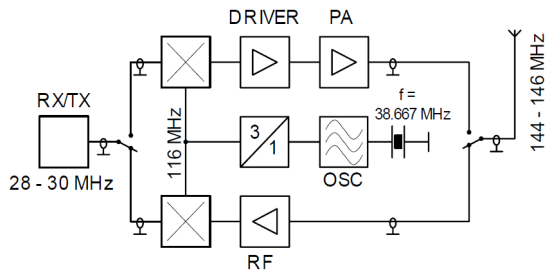 DRIVER
PA
RX/TX
28 - 30 MHz
116 MHz
3
1
OSC
f =
38.667 MHz
144 - 146 MHz
RF